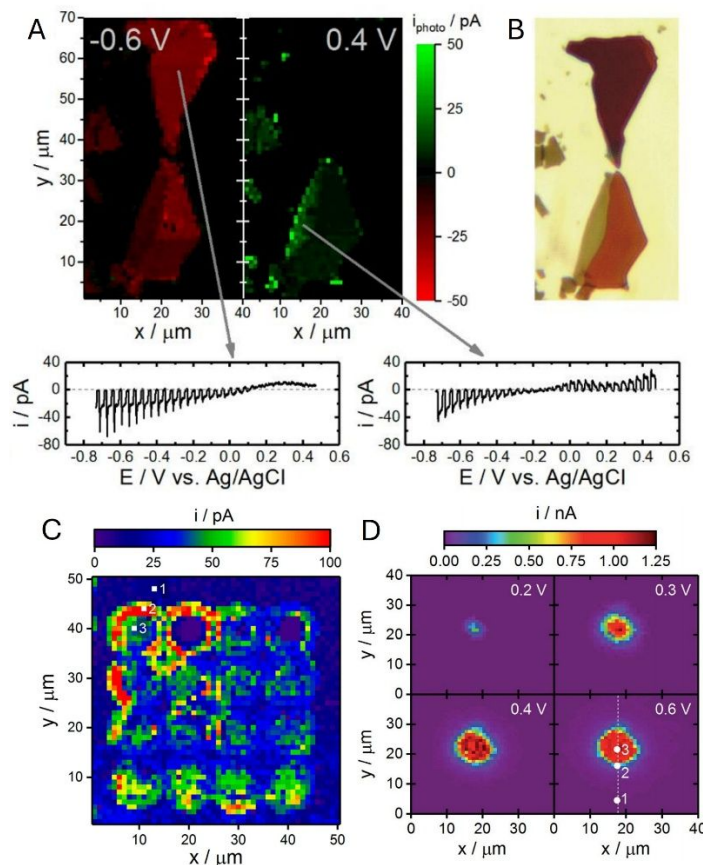 A
-0.6 V
0.4 V
i_photo / pA
B
70
60
50
40
30
20
10
y / μm
10
20
30
40
10
20
30
40
x / μm
x / μm
50
25
0
-25
-50
40
0
-40
-80
i / pA
-0.8 -0.6 -0.4 -0.2 0.0 0.2 0.4 0.6
E / V vs. Ag/AgCl
40
0
-40
-80
i / pA
-0.8 -0.6 -0.4 -0.2 0.0 0.2 0.4 0.6
E / V vs. Ag/AgCl
C
i / pA
0 25 50 75 100
50
40
30
20
10
0
y / μm
1
2
3
0 10 20 30 40 50
x / μm
D
i / nA
0.00 0.25 0.50 0.75 1.00 1.25
40
30
20
10
0
y / μm
0.2 V
0.3 V
30
20
10
0
y / μm
0.4 V
0.6 V
3
2
1
0 10 20 30 40
10 20 30 40
x / μm
x / μm